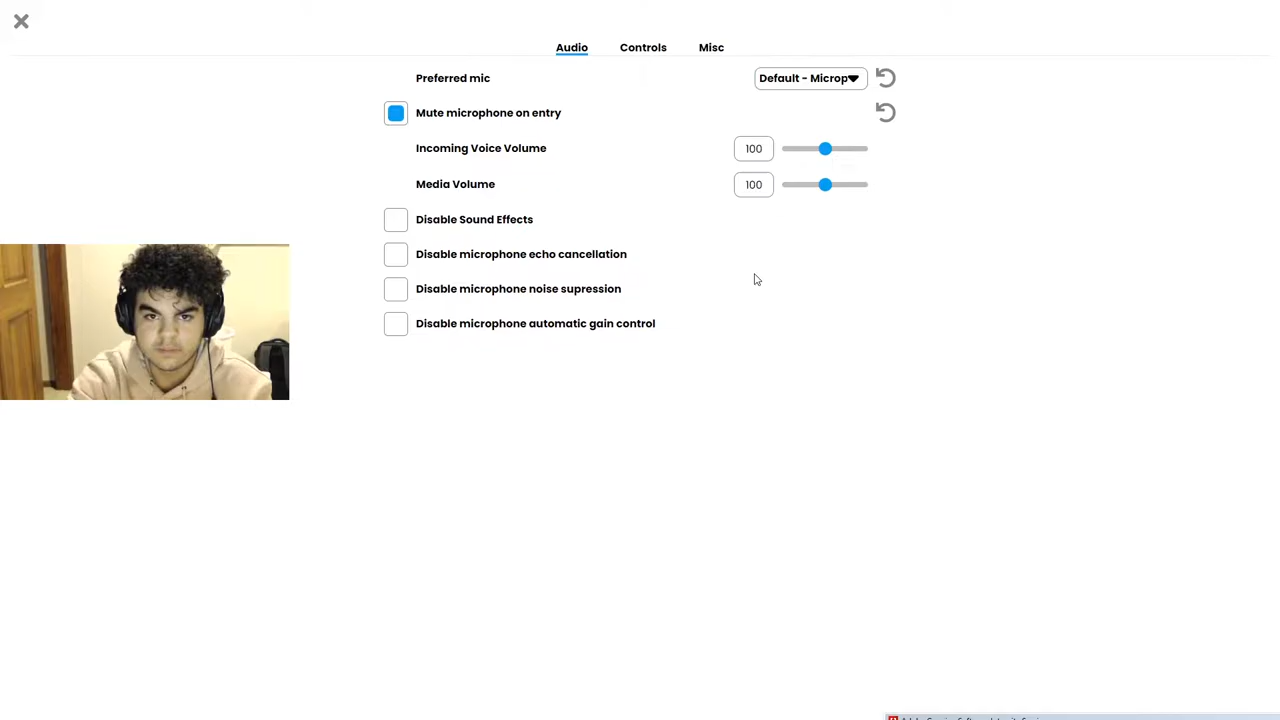 Audio Controls Misc
Preferred mic Default - Microp
Mute microphone on entry
Incoming Voice Volume 100
Media Volume 100
Disable Sound Effects
Disable microphone echo cancellation
Disable microphone noise supression
Disable microphone automatic gain control